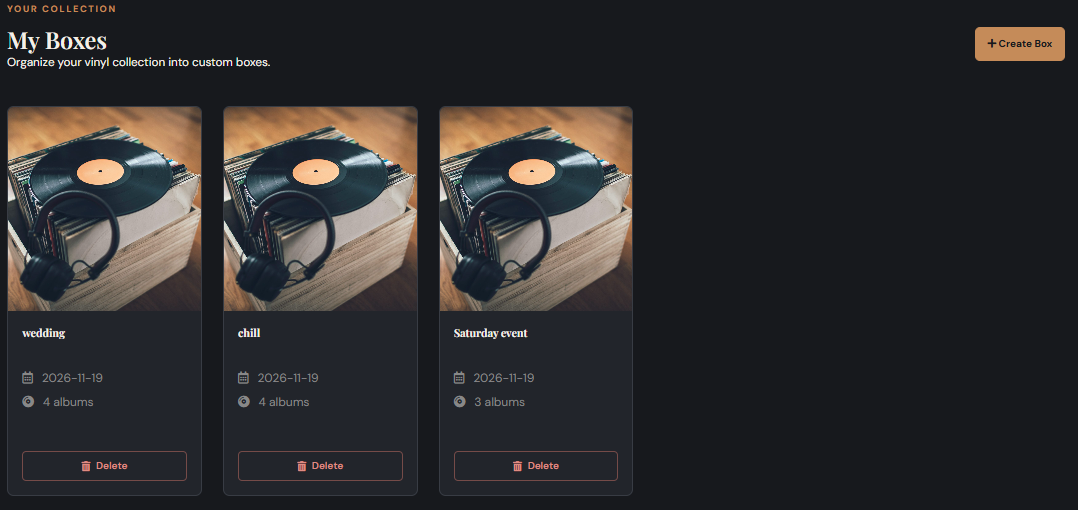 YOUR COLLECTION
My Boxes
Organize your vinyl collection into custom boxes.
Create Box
wedding
2026-11-19
4 albums
Delete
chill
2026-11-19
4 albums
Delete
Saturday event
2026-11-19
3 albums
Delete